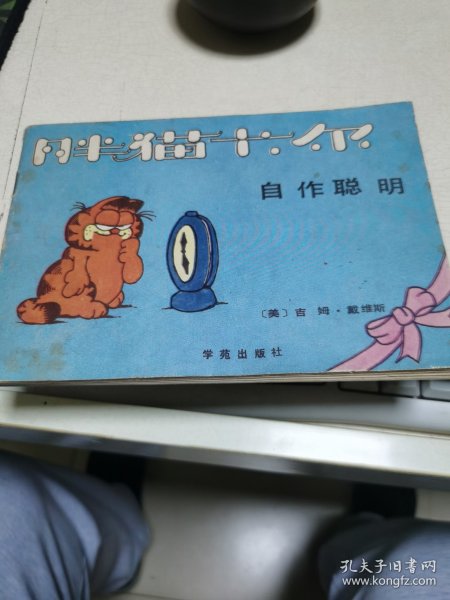 胖猫卡尔
自作聪明
〔美〕吉姆·戴维斯
学苑出版社
孔夫子旧书网
www.kongfz.com